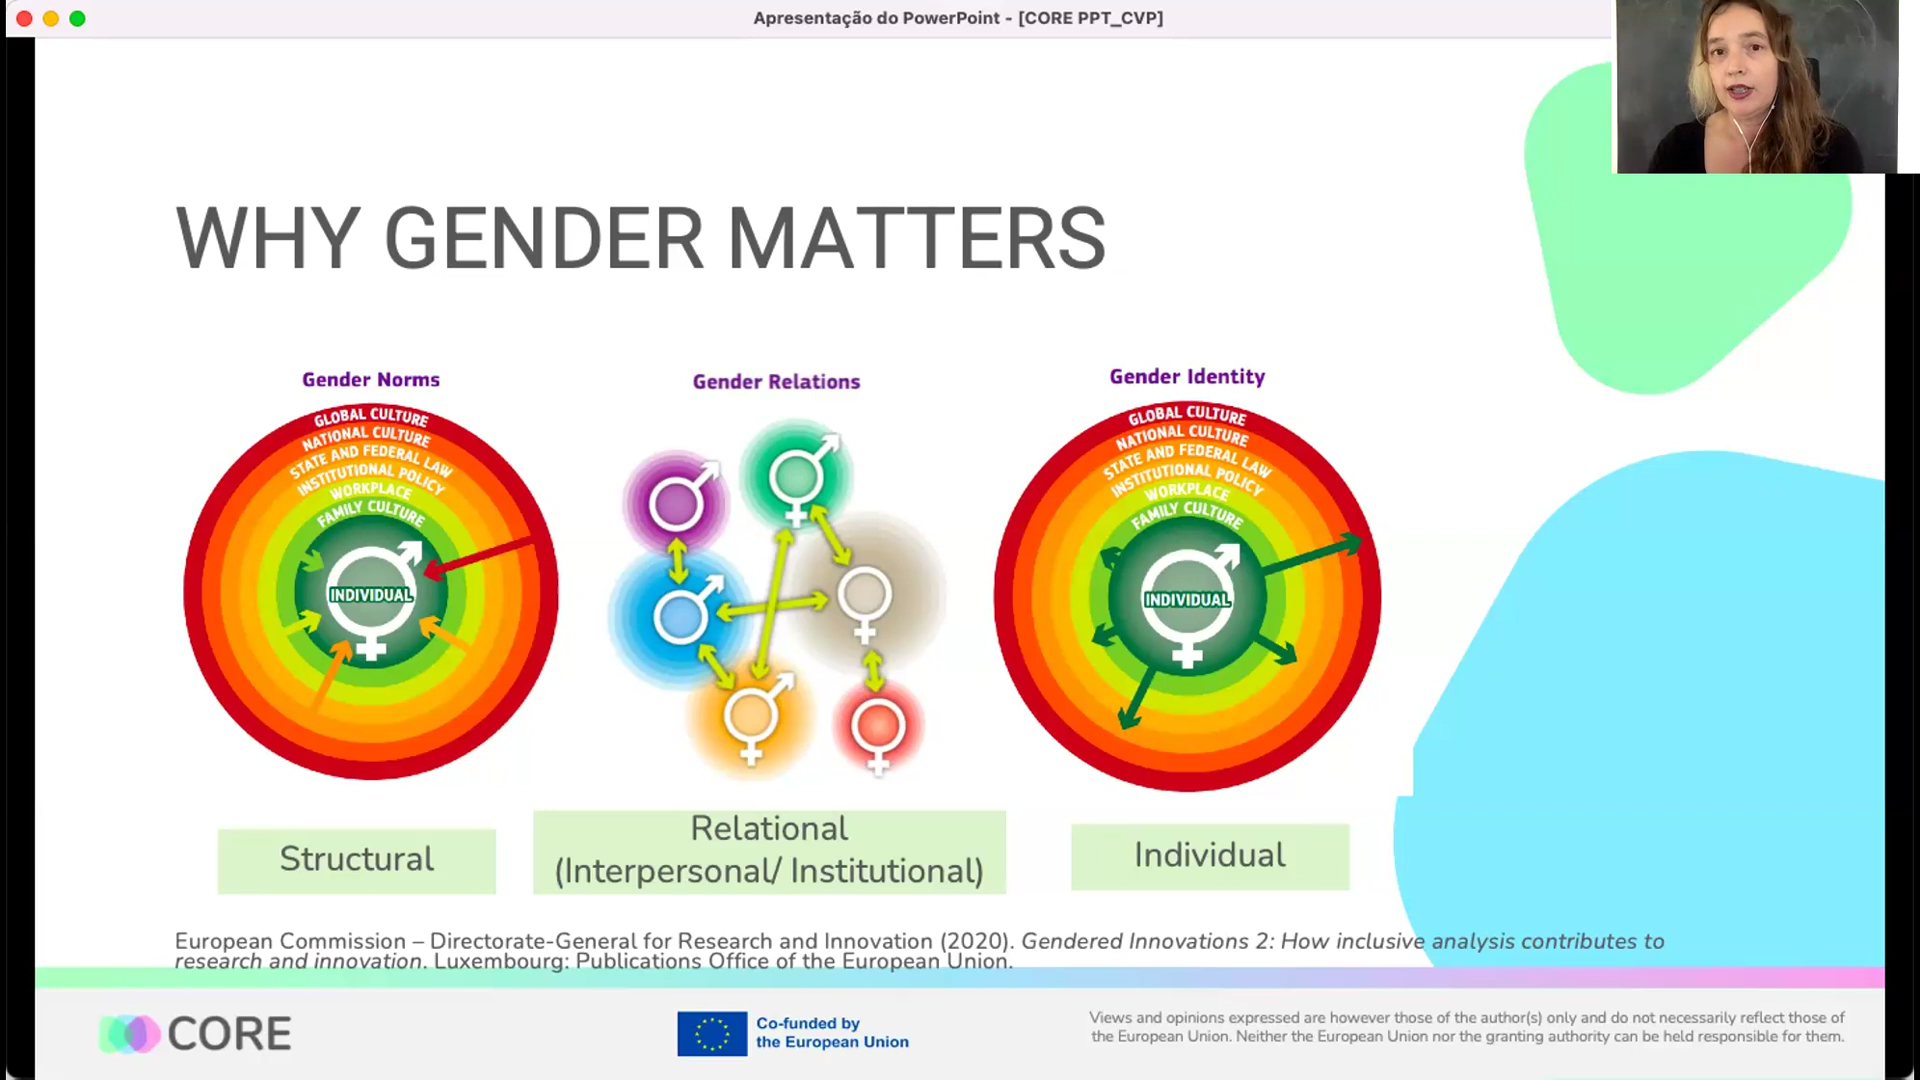 Apresentação do PowerPoint - [CORE PPT_CVP]
WHY GENDER MATTERS
Gender Norms
GLOBAL CULTURE
NATIONAL CULTURE
STATE AND FEDERAL LAW
INSTITUTIONAL POLICY
WORKPLACE
FAMILY CULTURE
INDIVIDUAL
Structural
Gender Relations
Relational
(Interpersonal/ Institutional)
Gender Identity
GLOBAL CULTURE
NATIONAL CULTURE
STATE AND FEDERAL LAW
INSTITUTIONAL POLICY
WORKPLACE
FAMILY CULTURE
INDIVIDUAL
Individual
European Commission – Directorate-General for Research and Innovation (2020). Gendered Innovations 2: How inclusive analysis contributes to
research and innovation. Luxembourg: Publications Office of the European Union.
CORE
Co-funded by
the European Union
Views and opinions expressed are however those of the author(s) only and do not necessarily reflect those of
the European Union. Neither the European Union nor the granting authority can be held responsible for them.